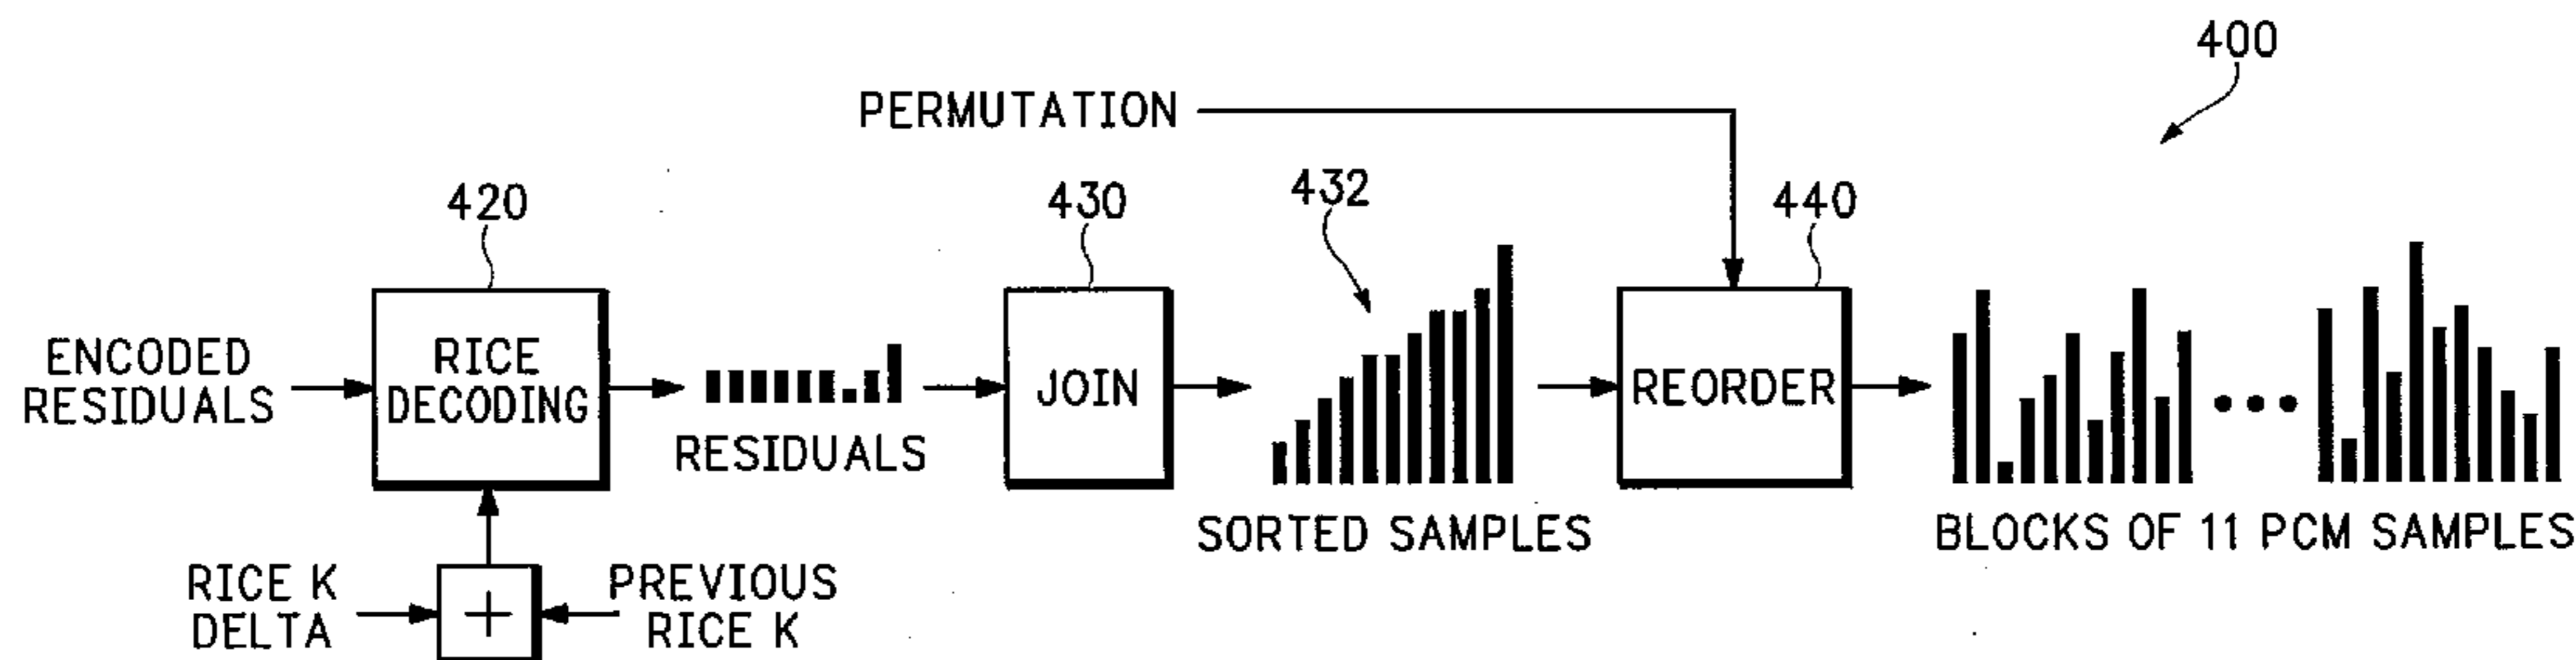 400
PERMUTATION
420
430
432
440
ENCODED
RESIDUALS
RICE
DECODING
RESIDUALS
JOIN
SORTED SAMPLES
REORDER
BLOCKS OF 11 PCM SAMPLES
RICE K
DELTA
+
PREVIOUS
RICE K